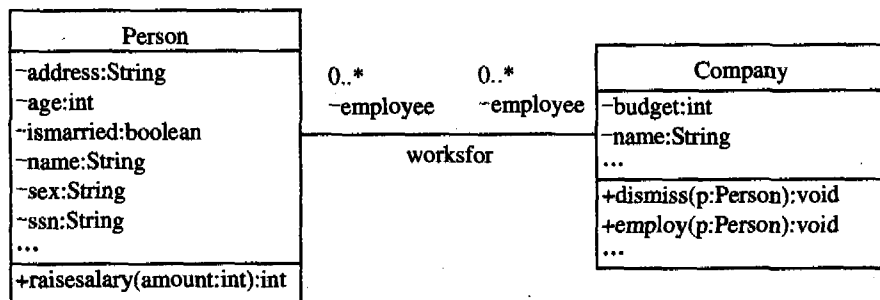 Person
~address:String
~age:int
~ismarried:boolean
~name:String
~sex:String
~ssn:String
...
+raisesalary(amount:int):int
0..* 0..*
~employee ~employee
worksfor
Company
~budget:int
~name:String
...
+dismiss(p:Person):void
+employ(p:Person):void
...